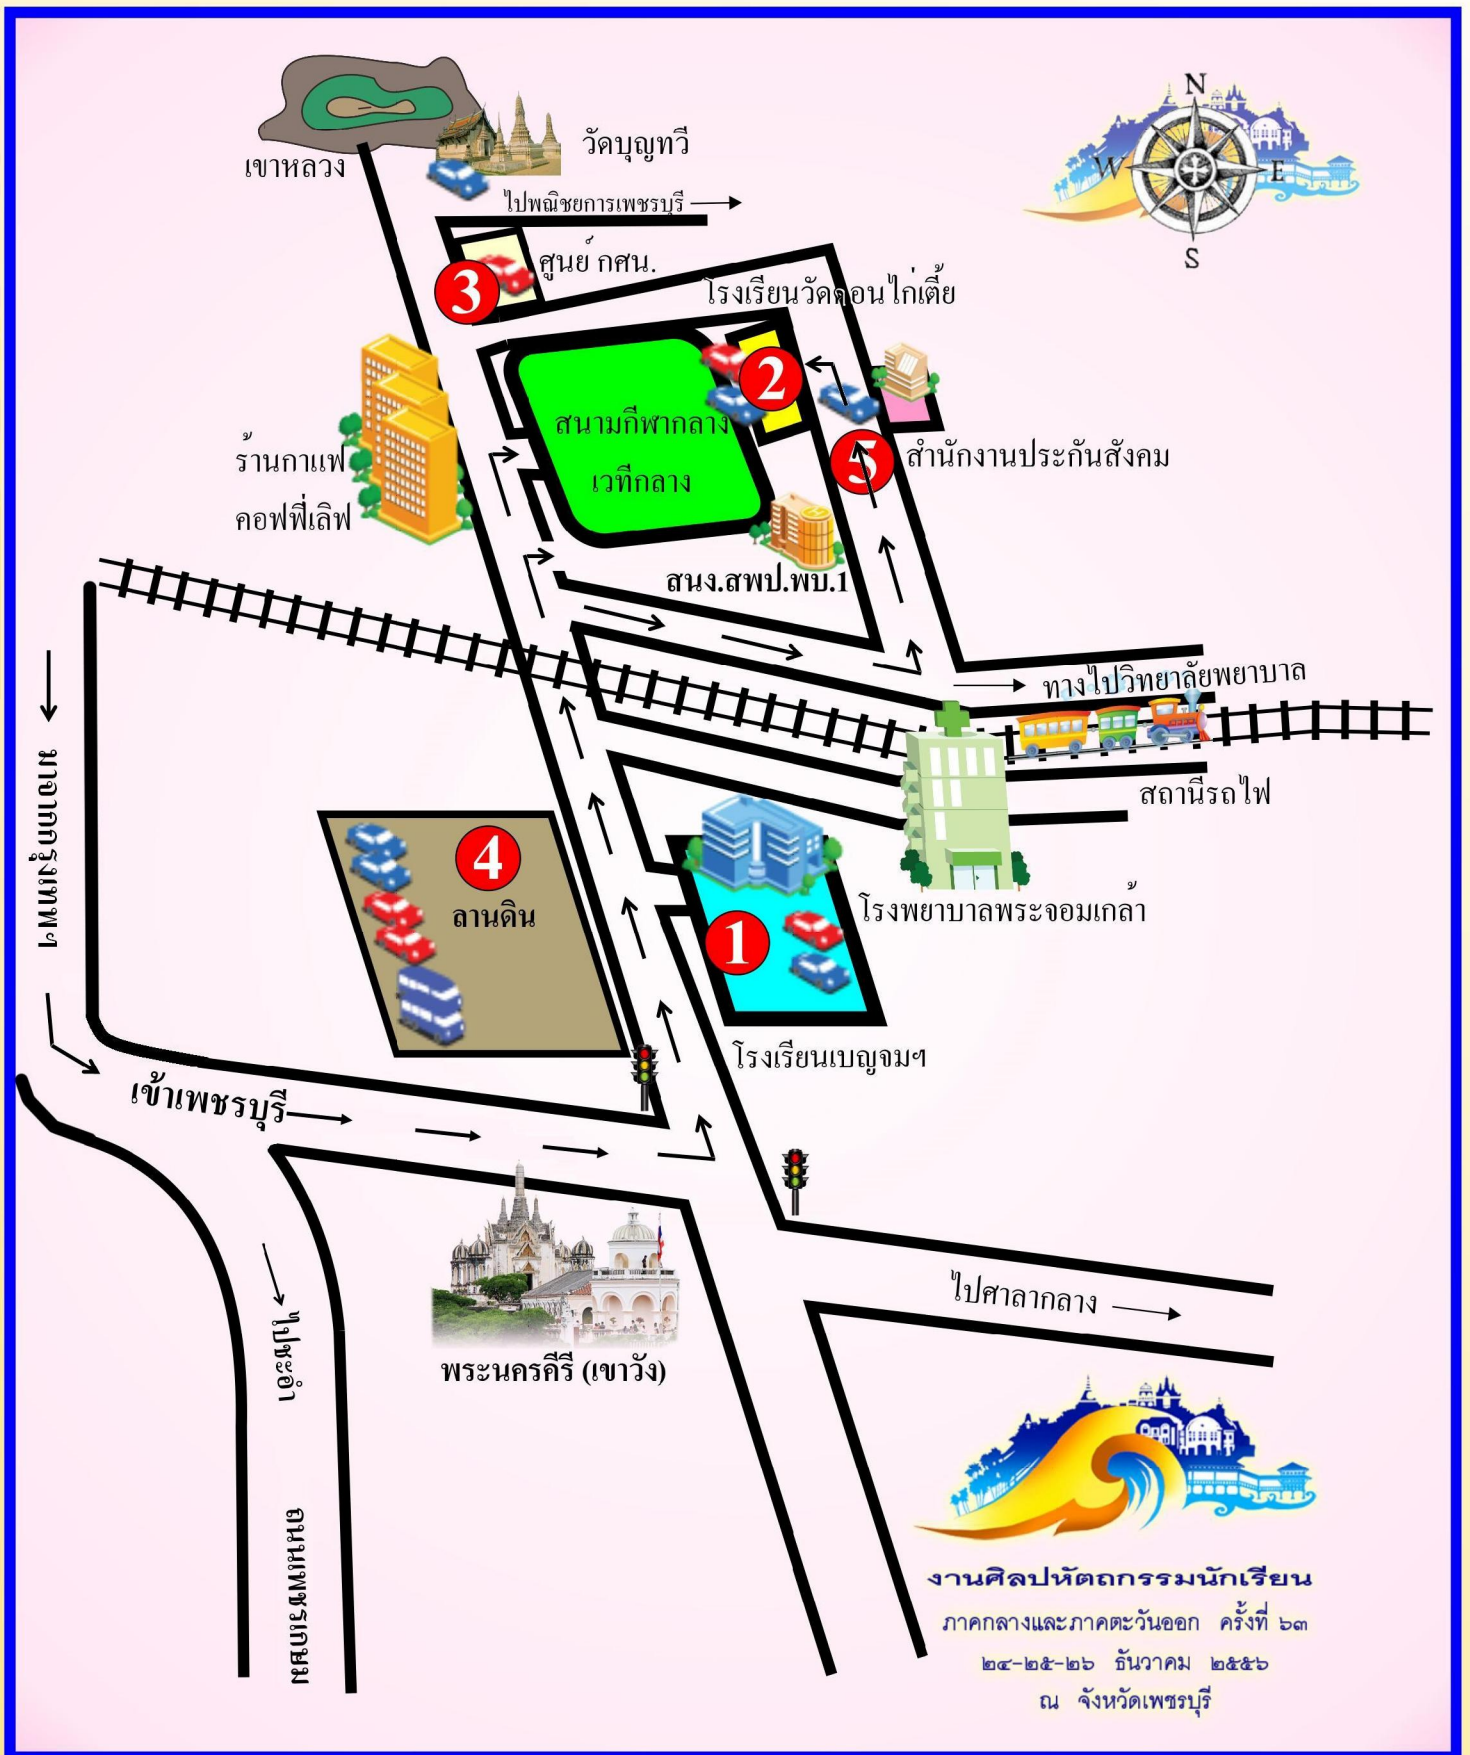 N
W
E
S
เขาหลวง
วัดบุญทวี
ไปพณิชยการเพชรบุรี
3
ศูนย์ กศน.
โรงเรียนวัดดอนไก่เตี้ย
2
สนามกีฬากลาง
เวทีกลาง
ร้านกาแฟ
คอฟฟี่เลิฟ
5
สำนักงานประกันสังคม
สนง.สพป.พบ.1
ทางไปวิทยาลัยพยาบาล
สถานีรถไฟ
มาจากกรุงเทพฯ
4
ลานดิน
1
โรงพยาบาลพระจอมเกล้า
โรงเรียนเบญจมฯ
เข้าเพชรบุรี
ไปศาลากลาง
ไปชะอำ
พระนครคีรี (เขาวัง)
ถนนเพชรเกษม
งานศิลปหัตถกรรมนักเรียน
ภาคกลางและภาคตะวันออก ครั้งที่ ๖๓
๒๔-๒๕-๒๖ ธันวาคม ๒๕๕๖
ณ จังหวัดเพชรบุรี